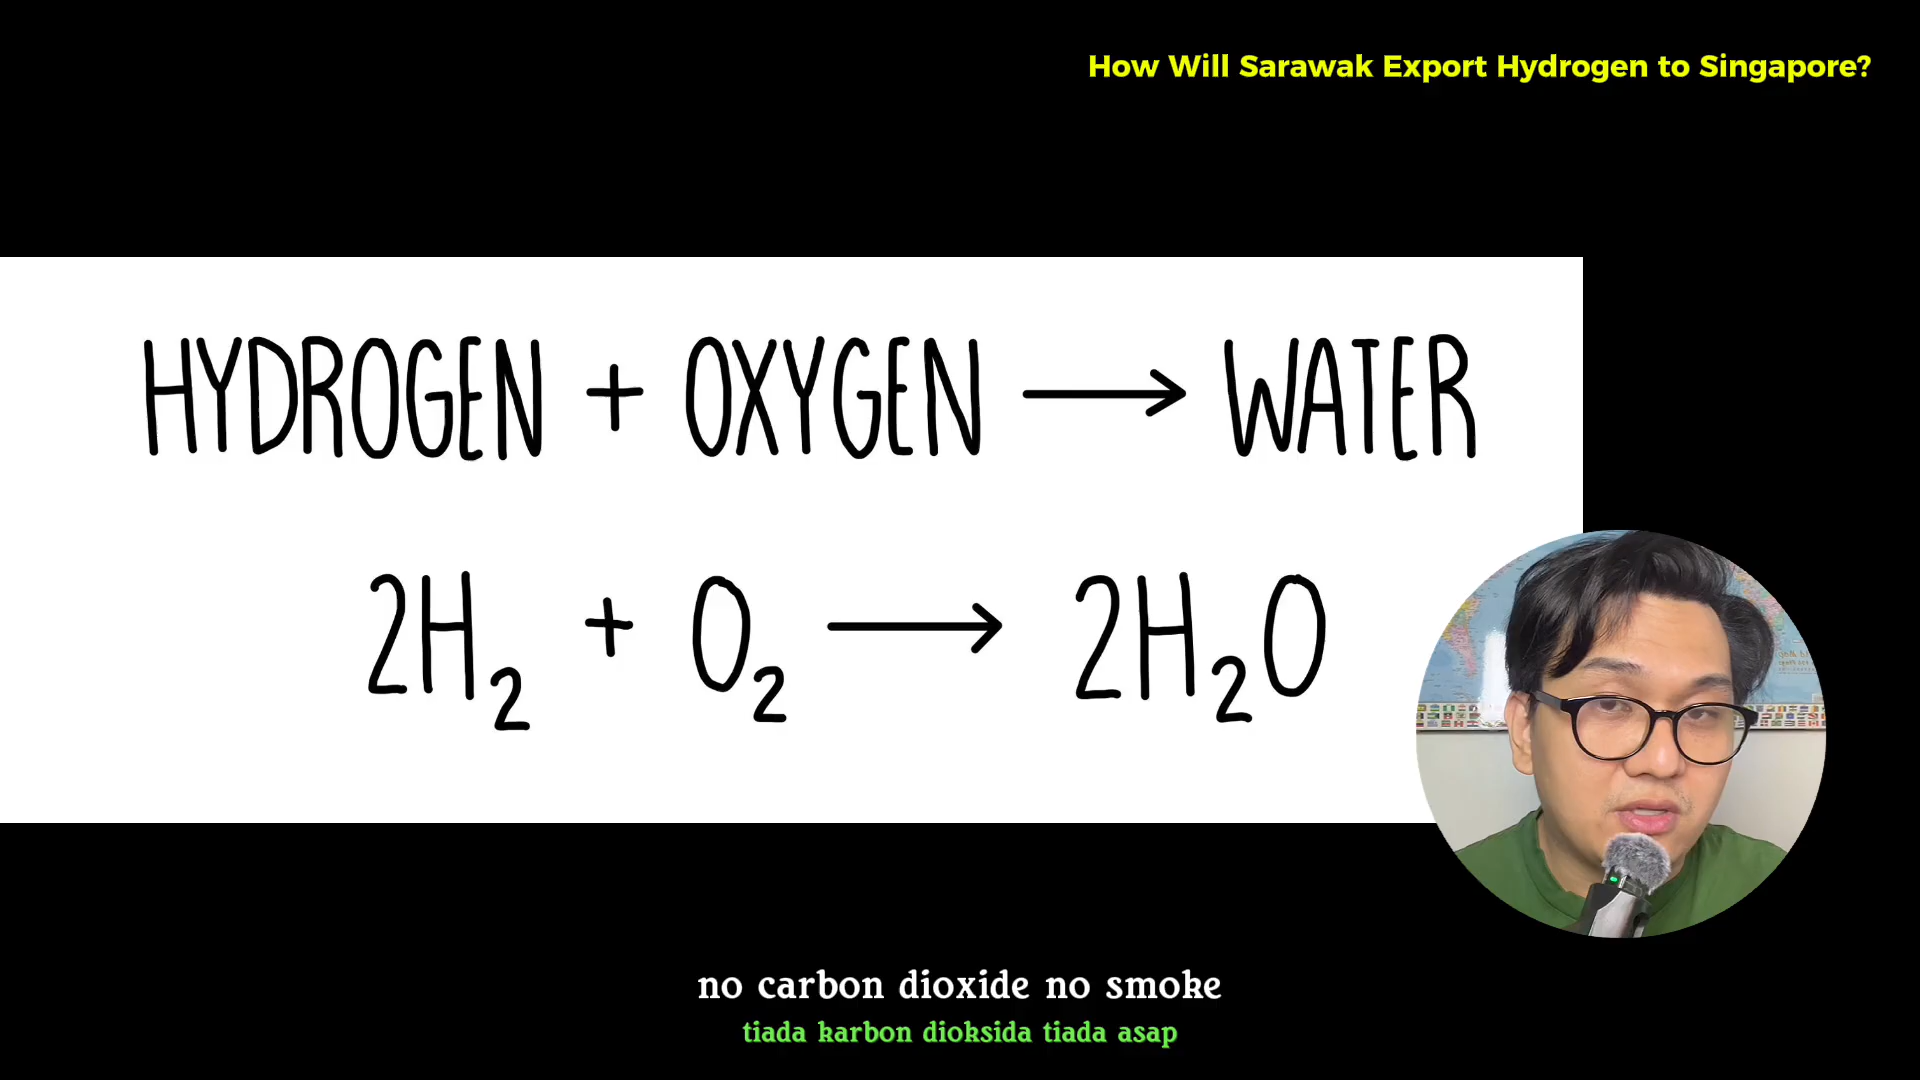 How Will Sarawak Export Hydrogen to Singapore?
HYDROGEN + OXYGEN → WATER
2H₂ + O₂ → 2H₂O
no carbon dioxide no smoke
tiada karbon dioksida tiada asap